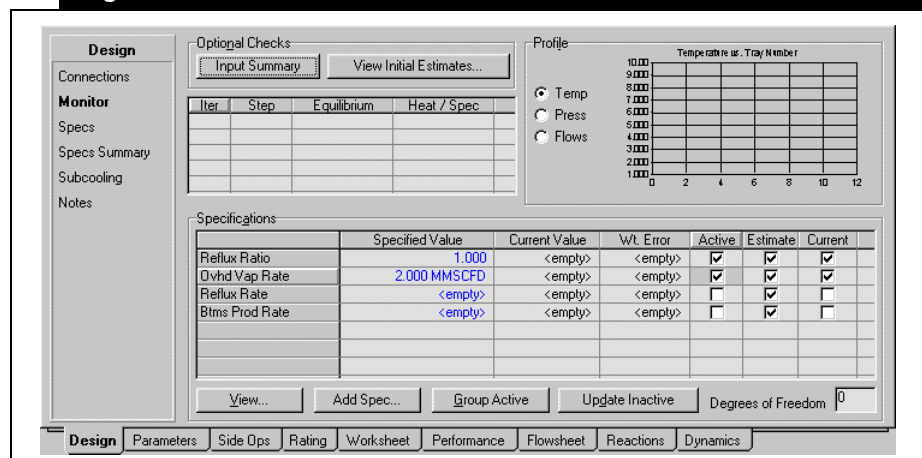 Design
Connections
Monitor
Specs
Specs Summary
Subcooling
Notes
Optional Checks
Input Summary
View Initial Estimates...
Iter Step Equilibrium Heat / Spec
Profile
Temp
Press
Flows
Temperature vs. Tray Number
10.00
9.000
8.000
7.000
6.000
5.000
4.000
3.000
2.000
1.000
0 2 4 6 8 10 12
Specifications
Specified Value Current Value Wt. Error Active Estimate Current
Reflux Ratio 1.000 <empty> <empty>
Ovhd Vap Rate 2.000 MMSCFD <empty> <empty>
Reflux Rate <empty> <empty> <empty>
Btms Prod Rate <empty> <empty> <empty>
View... Add Spec... Group Active Update Inactive Degrees of Freedom 0
Design Parameters Side Ops Rating Worksheet Performance Flowsheet Reactions Dynamics